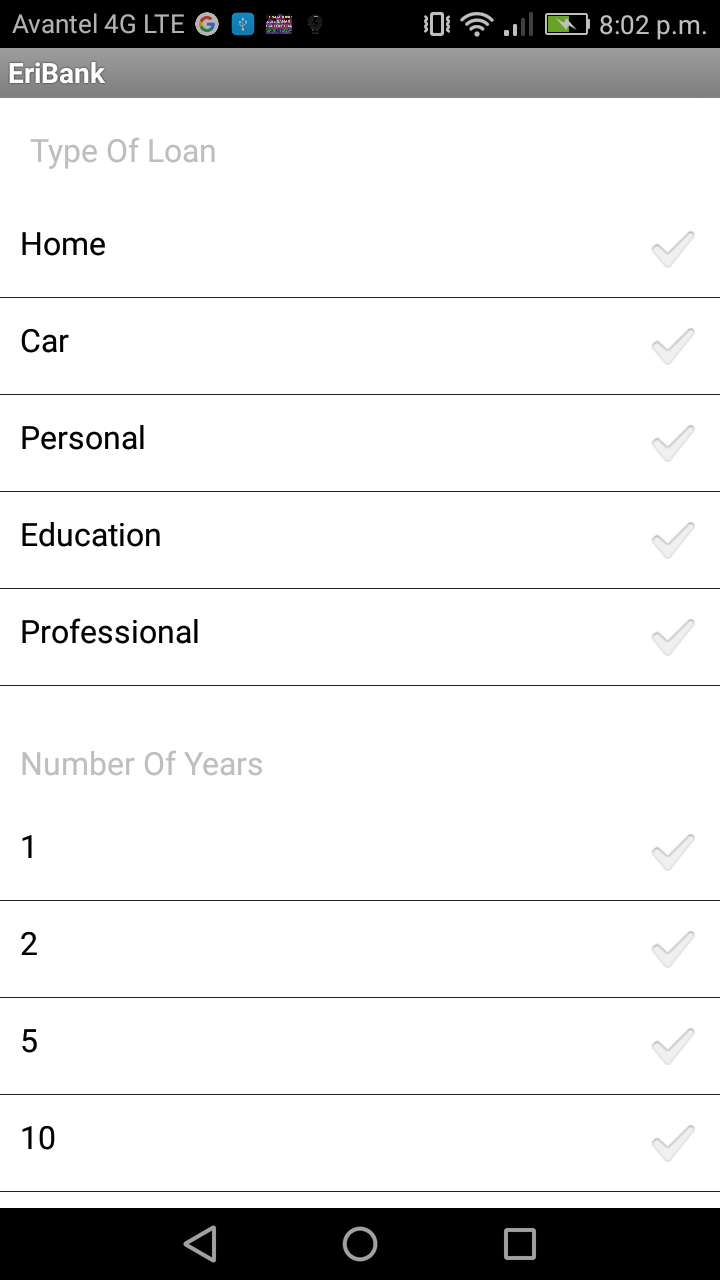 Avantel 4G LTE 8:02 p.m.
EriBank
Type Of Loan
Home
Car
Personal
Education
Professional
Number Of Years
1
2
5
10